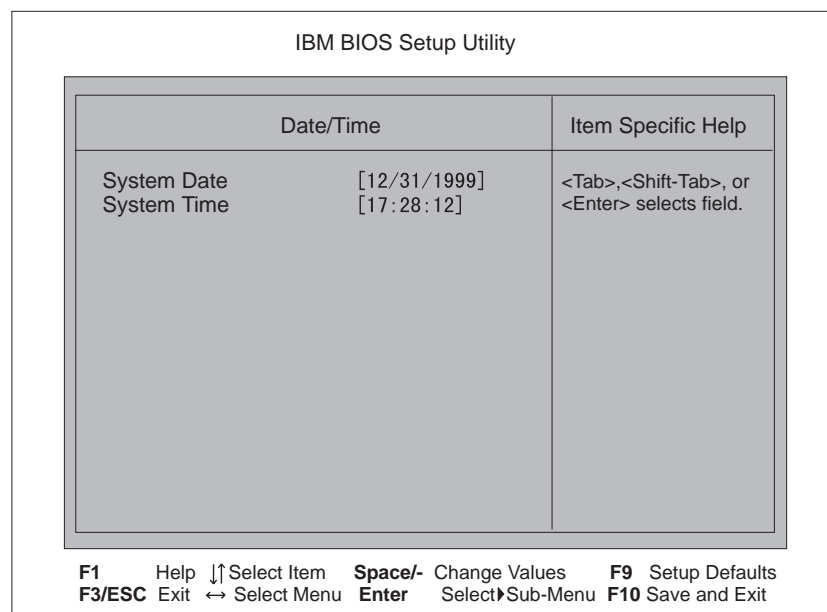 IBM BIOS Setup Utility
Date/Time
Item Specific Help
System Date [12/31/1999]
System Time [17:28:12]
<Tab>,<Shift-Tab>, or
<Enter> selects field.
F1 Help ↓↑ Select Item Space/- Change Values F9 Setup Defaults
F3/ESC Exit ↔ Select Menu Enter Select▶Sub-Menu F10 Save and Exit